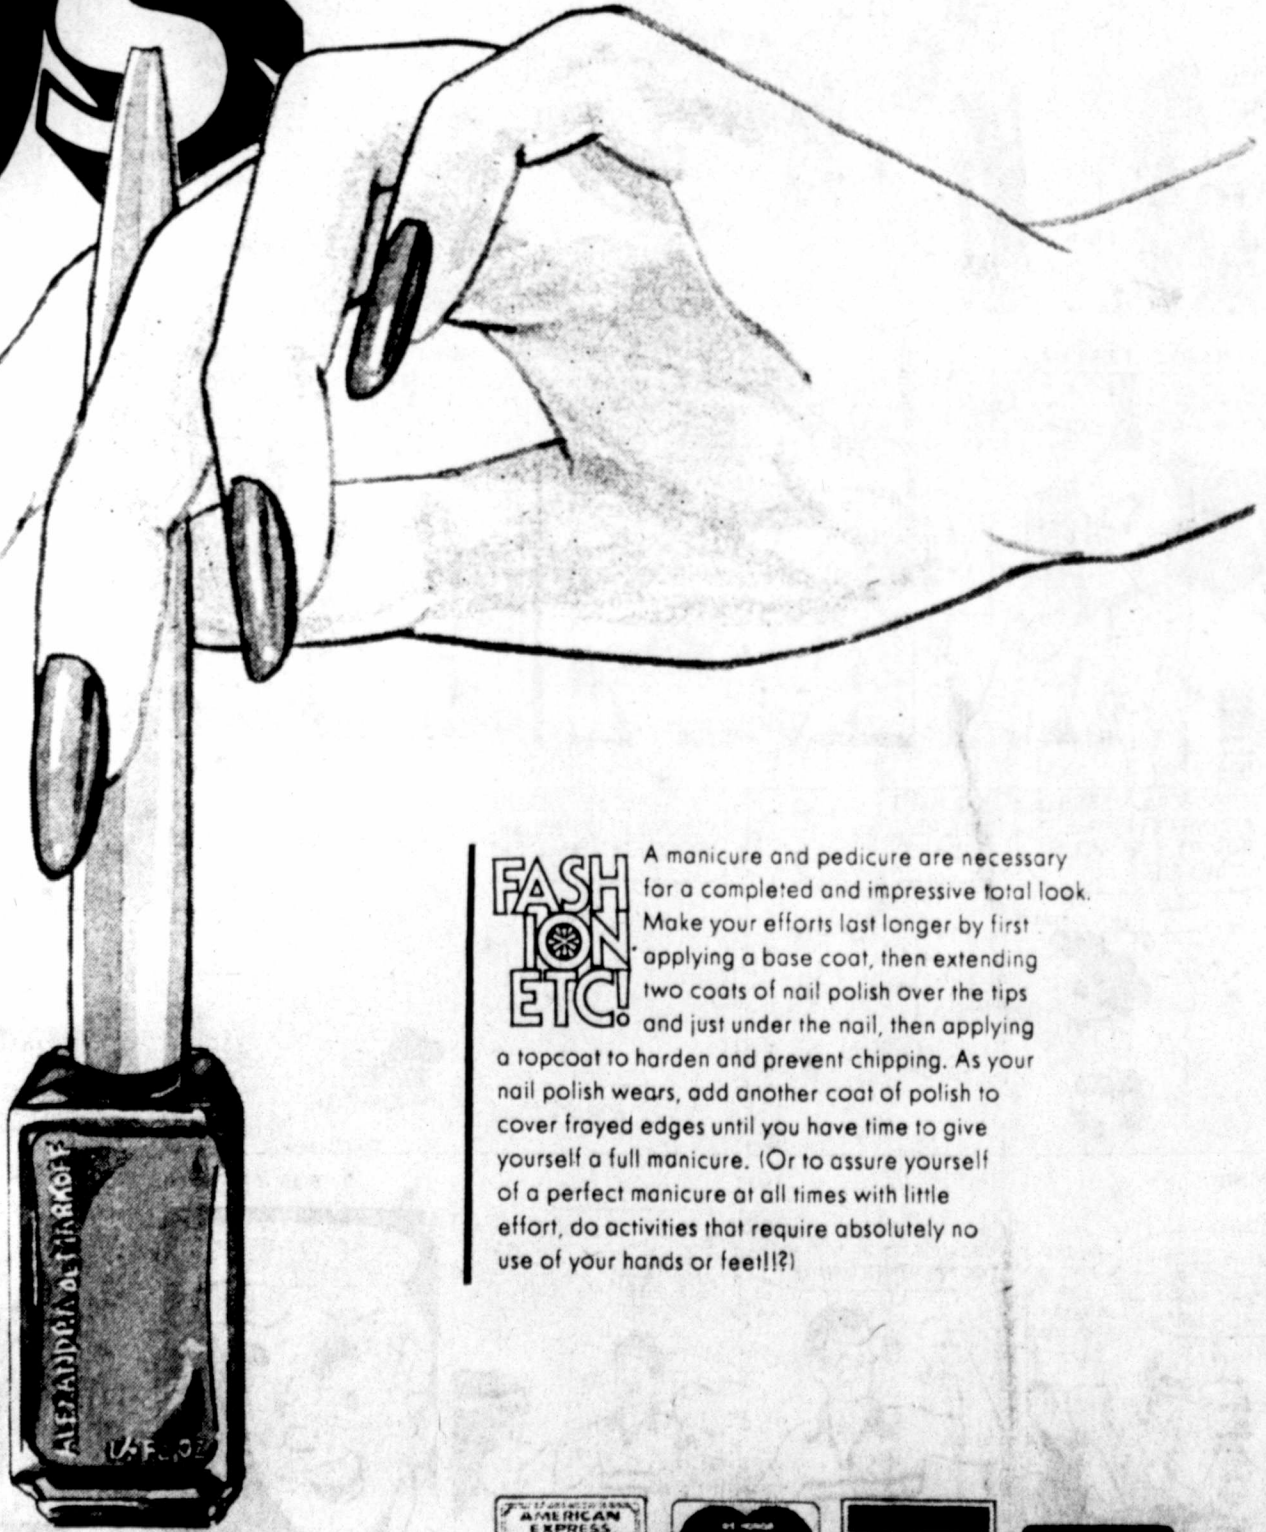 FASH
ION
ETC!
A manicure and pedicure are necessary
for a completed and impressive total look.
Make your efforts last longer by first
applying a base coat, then extending
two coats of nail polish over the tips
and just under the nail, then applying
a topcoat to harden and prevent chipping. As your
nail polish wears, add another coat of polish to
cover frayed edges until you have time to give
yourself a full manicure. (Or to assure yourself
of a perfect manicure at all times with little
effort, do activities that require absolutely no
use of your hands or feet!!?)
ALEXANDRA DE MARKOFF
AMERICAN
EXPRESS